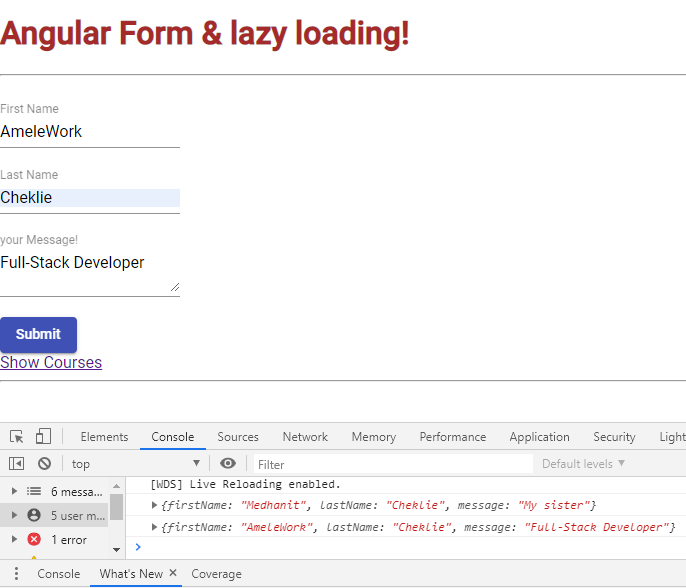 Angular Form & lazy loading!
First Name
AmeleWork
Last Name
Cheklie
your Message!
Full-Stack Developer
Submit
Show Courses
Elements Console Sources Network Memory Performance Application Security Light
top Filter Default levels
6 messa...
5 user m...
1 error
[WDS] Live Reloading enabled.
{firstName: "Medhanit", lastName: "Cheklie", message: "My sister"}
{firstName: "AmeleWork", lastName: "Cheklie", message: "Full-Stack Developer"}
Console What's New Coverage